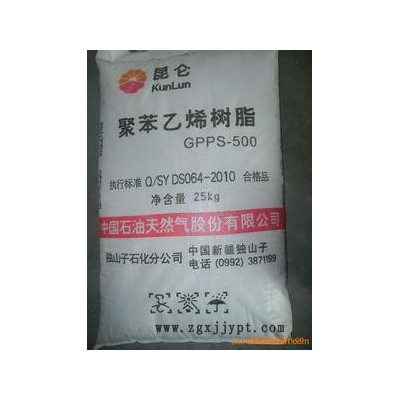 昆仑
KunLun
聚苯乙烯树脂
GPPS-500
执行标准 Q/SY DS064-2010 合格品
净含量 25kg
中国石油天然气股份有限公司
独山子石化分公司
中国新疆独山子
电话 (0992) 3871199
www.zgxjjypt.com